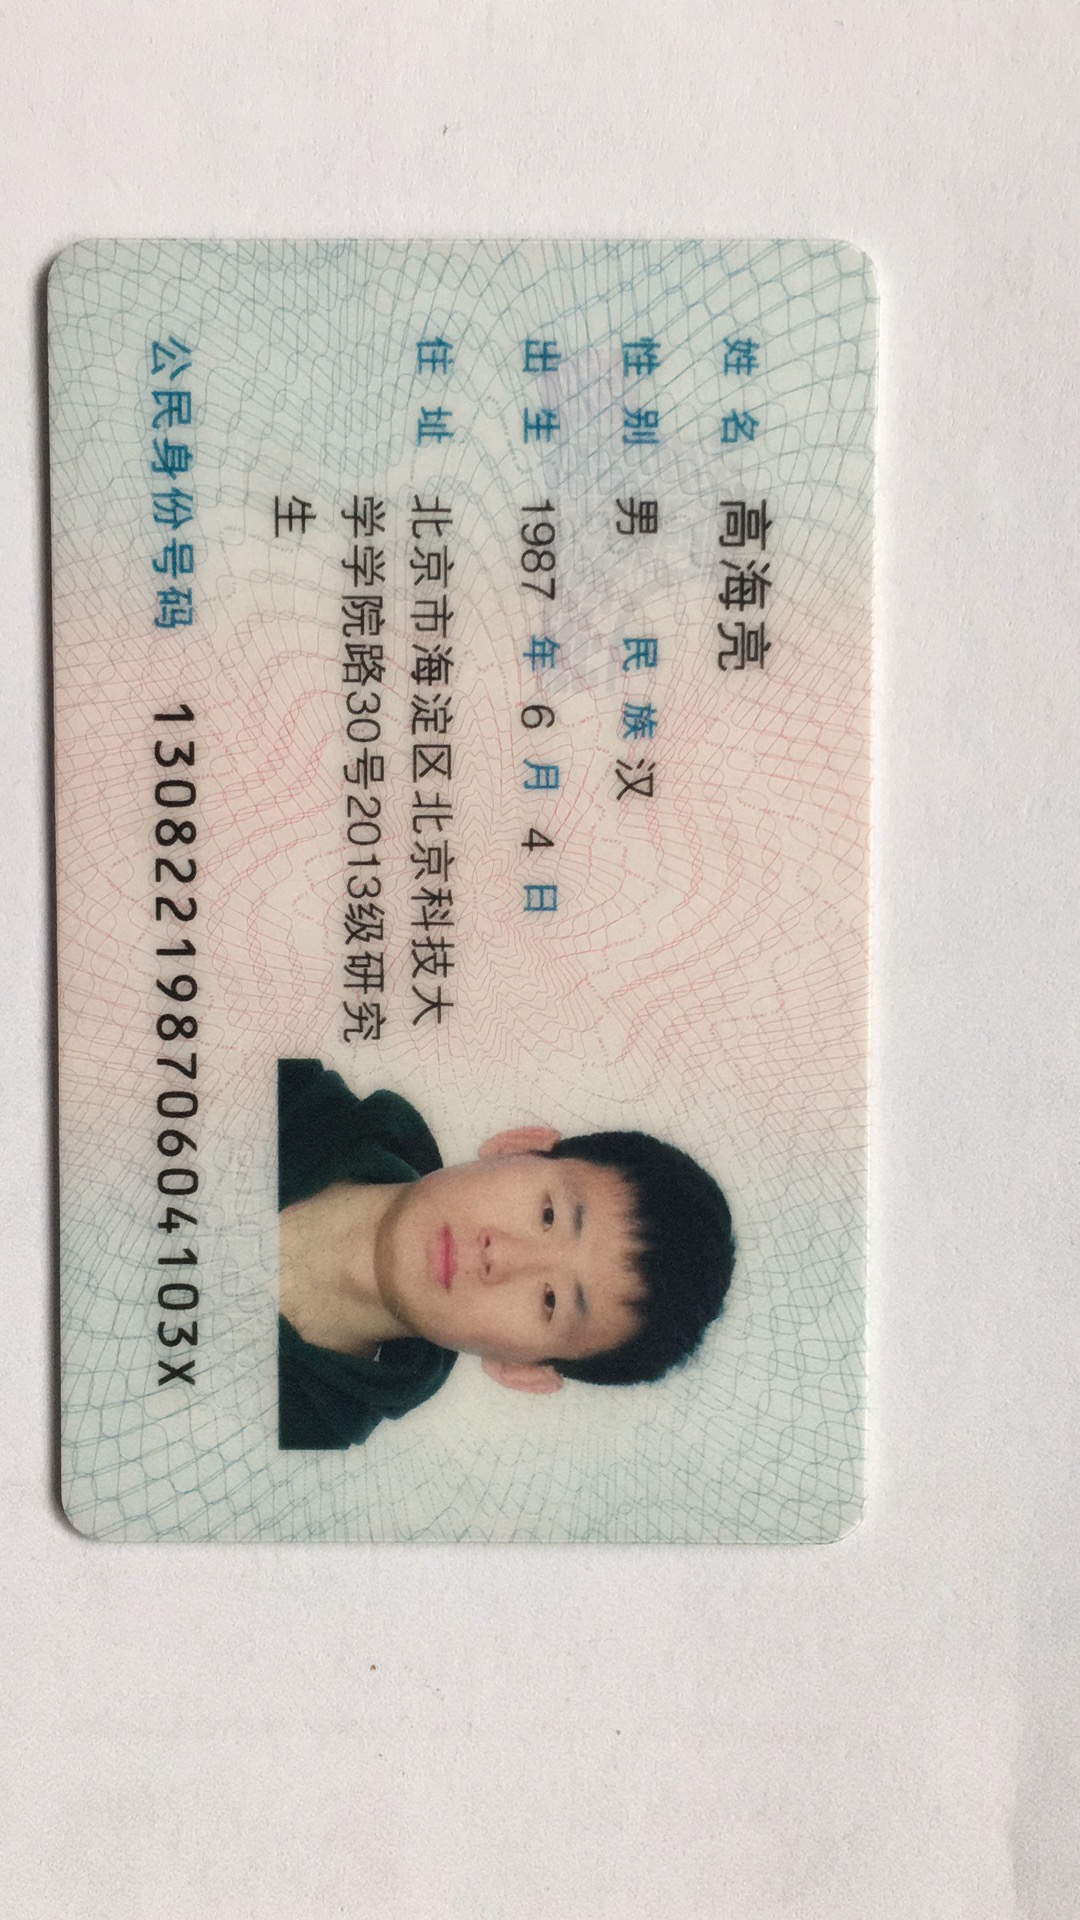 姓名 高海亮
性别 男 民族 汉
出生 1987 年 6 月 4 日
住址 北京市海淀区北京科技大
学学院路30号2013级研究
生
公民身份号码 13082219870604103X